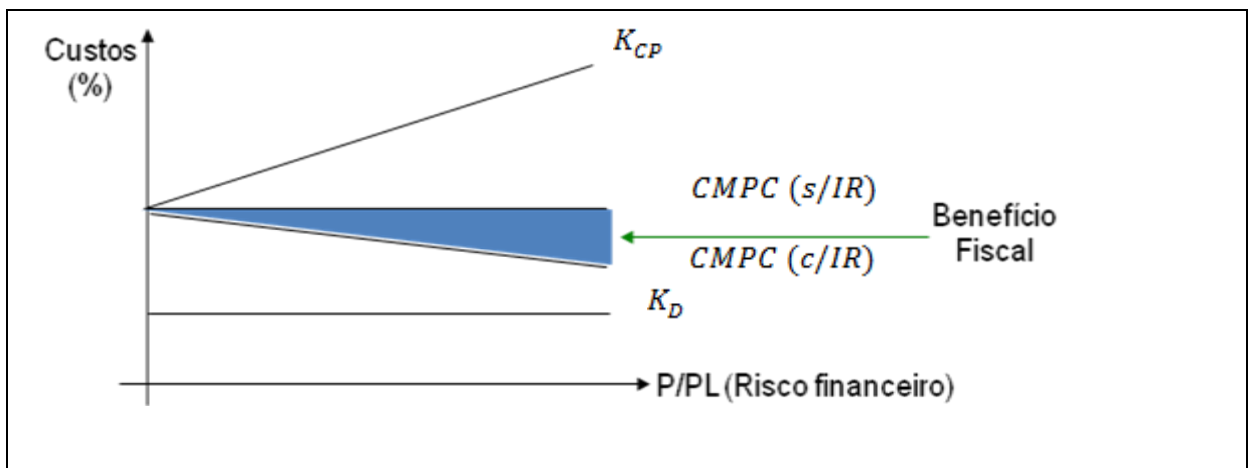 Custos
(%)
K_CP
CMPC (s/IR)
CMPC (c/IR)
Benefício
Fiscal
K_D
P/PL (Risco financeiro)